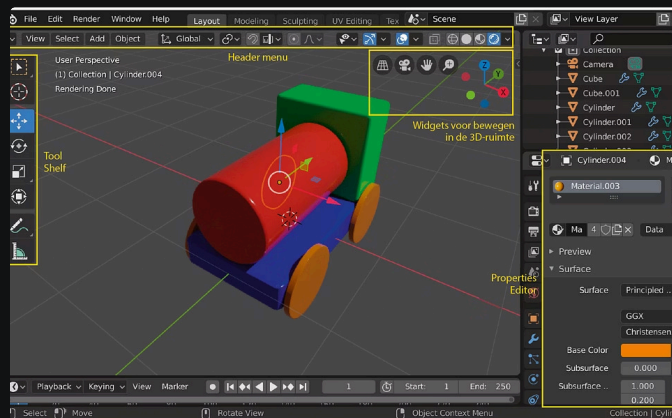 File Edit Render Window Help Layout Modeling Sculpting UV Editing Tex Scene View Layer
View Select Add Object Global
User Perspective
(1) Collection | Cylinder.004
Rendering Done
Header menu
Widgets voor bewegen
in de 3D-ruimte
Tool
Shelf
Collection
Camera
Cube
Cube.001
Cylinder
Cylinder.001
Cylinder.002
Cylinder.004 M
Material.003
Ma 4 Data
Preview
Surface
Properties
Editor
Surface Principled ..
GGX
Christensen
Base Color
Subsurface 0.000
Subsurface .. 1.000
0.200
Playback Keying View Marker 1 Start: 1 End: 250
Select Move Rotate View Object Context Menu Collection | Cyli